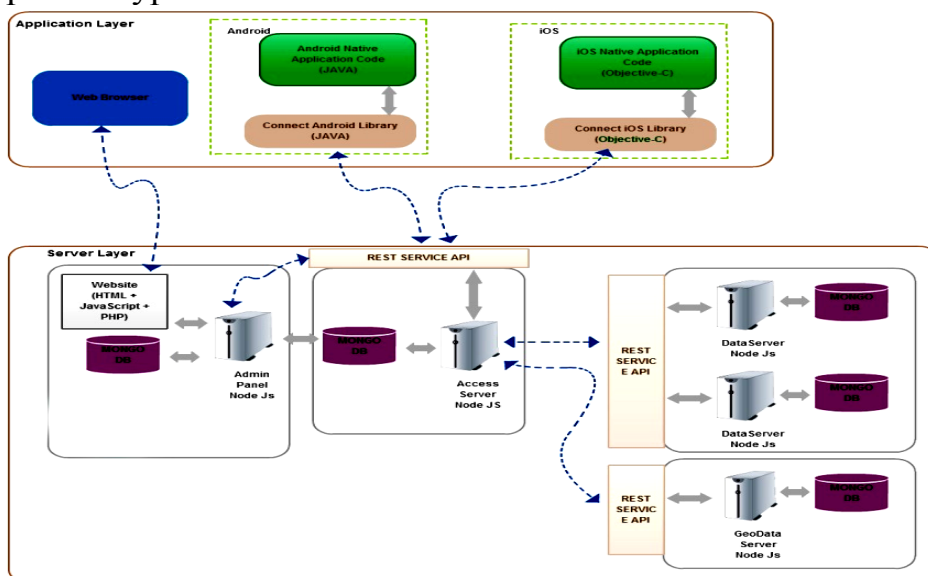 Application Layer
Android
iOS
Web Browser
Android Native
Application Code
(JAVA)
Connect Android Library
(JAVA)
iOS Native Application
Code
(Objective-C)
Connect iOS Library
(Objective-C)
Server Layer
REST SERVICE API
Website
(HTML +
JavaScript +
PHP)
MONGO
DB
Admin
Panel
Node Js
MONGO
DB
Access
Server
Node JS
REST
SERVIC
E API
DataServer
Node Js
MONGO
DB
DataServer
Node Js
MONGO
DB
REST
SERVIC
E API
GeoData
Server
Node Js
MONGO
DB